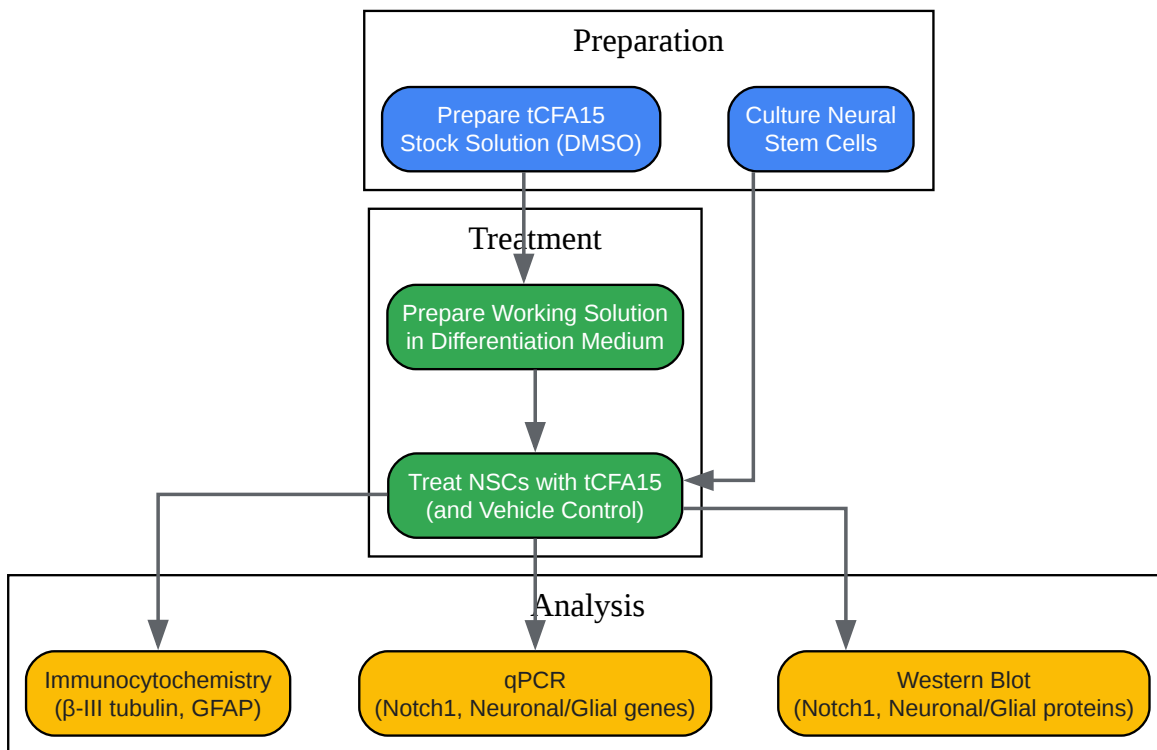 Preparation
Prepare tCFA15
Stock Solution (DMSO)
Culture Neural
Stem Cells
Treatment
Prepare Working Solution
in Differentiation Medium
Treat NSCs with tCFA15
(and Vehicle Control)
Analysis
Immunocytochemistry
(β-III tubulin, GFAP)
qPCR
(Notch1, Neuronal/Glial genes)
Western Blot
(Notch1, Neuronal/Glial proteins)